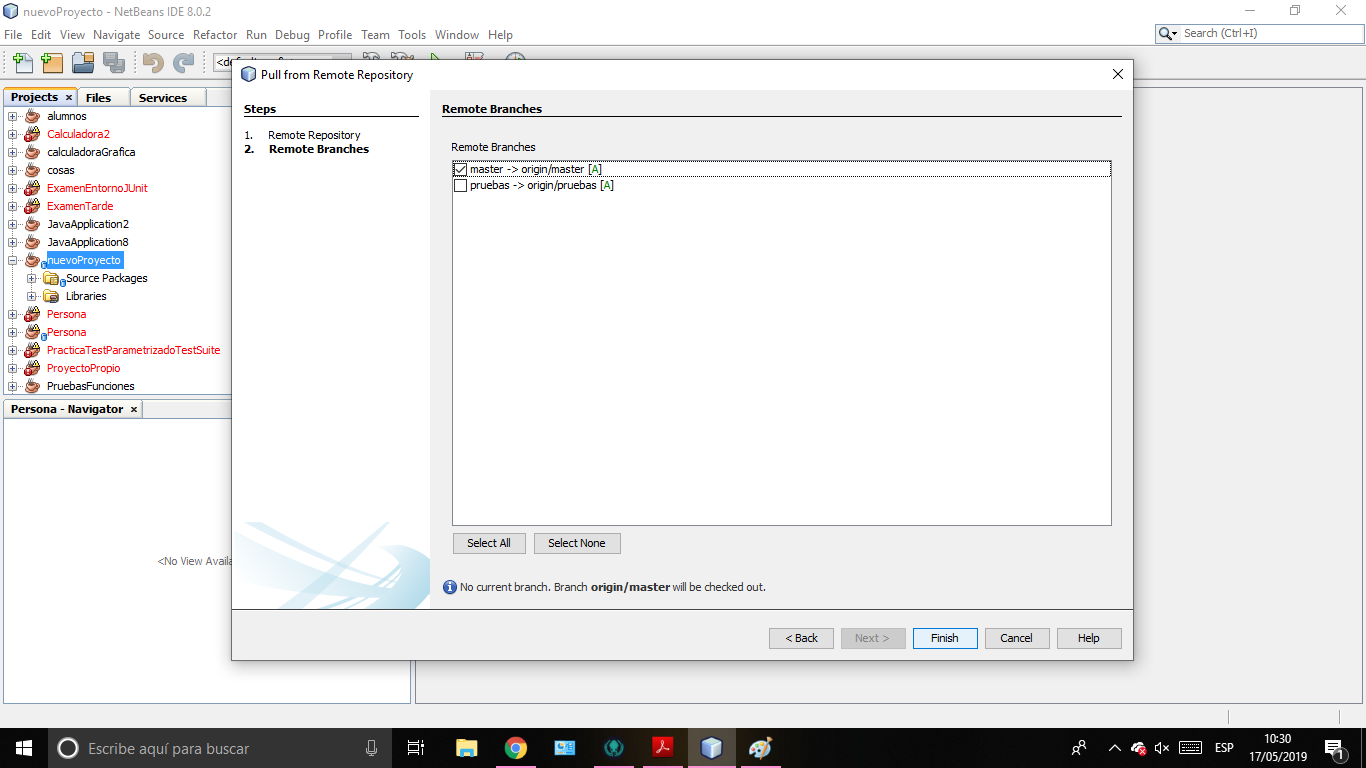 nuevoProyecto - NetBeans IDE 8.0.2
File Edit View Navigate Source Refactor Run Debug Profile Team Tools Window Help
Search (Ctrl+I)
Pull from Remote Repository
Projects
Files
Services
alumnos
Calculadora2
calculadoraGrafica
cosas
ExamenEntornoJUnit
ExamenTarde
JavaApplication2
JavaApplication8
nuevoProyecto
Source Packages
Libraries
Persona
Persona
PracticaTestParametrizadoTestSuite
ProyectoPropio
PruebasFunciones
Persona - Navigator
<No View Availa
Steps
1. Remote Repository
2. Remote Branches
Remote Branches
Remote Branches
master -> origin/master [A]
pruebas -> origin/pruebas [A]
Select All
Select None
No current branch. Branch origin/master will be checked out.
< Back
Next >
Finish
Cancel
Help
Escribe aquí para buscar
ESP
10:30
17/05/2019
1